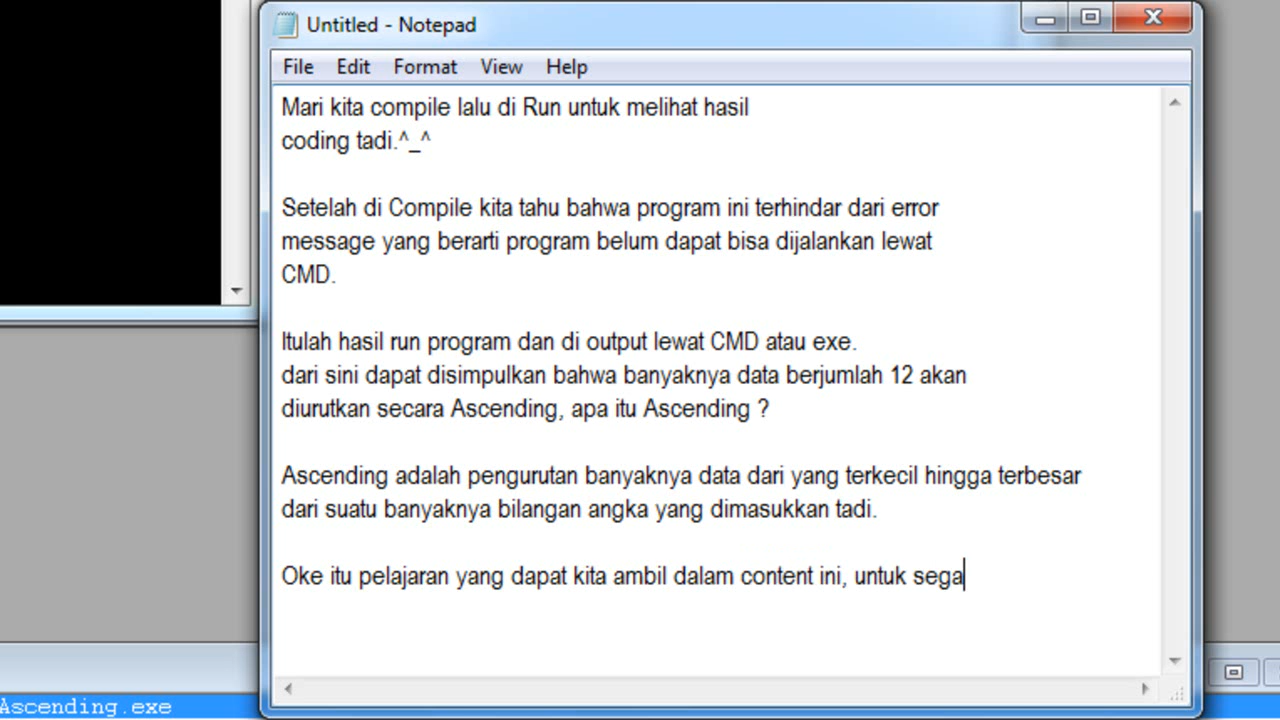 Untitled - Notepad
File Edit Format View Help
Mari kita compile lalu di Run untuk melihat hasil
coding tadi.^_^
Setelah di Compile kita tahu bahwa program ini terhindar dari error
message yang berarti program belum dapat bisa dijalankan lewat
CMD.
Itulah hasil run program dan di output lewat CMD atau exe.
dari sini dapat disimpulkan bahwa banyaknya data berjumlah 12 akan
diurutkan secara Ascending, apa itu Ascending ?
Ascending adalah pengurutan banyaknya data dari yang terkecil hingga terbesar
dari suatu banyaknya bilangan angka yang dimasukkan tadi.
Oke itu pelajaran yang dapat kita ambil dalam content ini, untuk sega
Ascending.exe